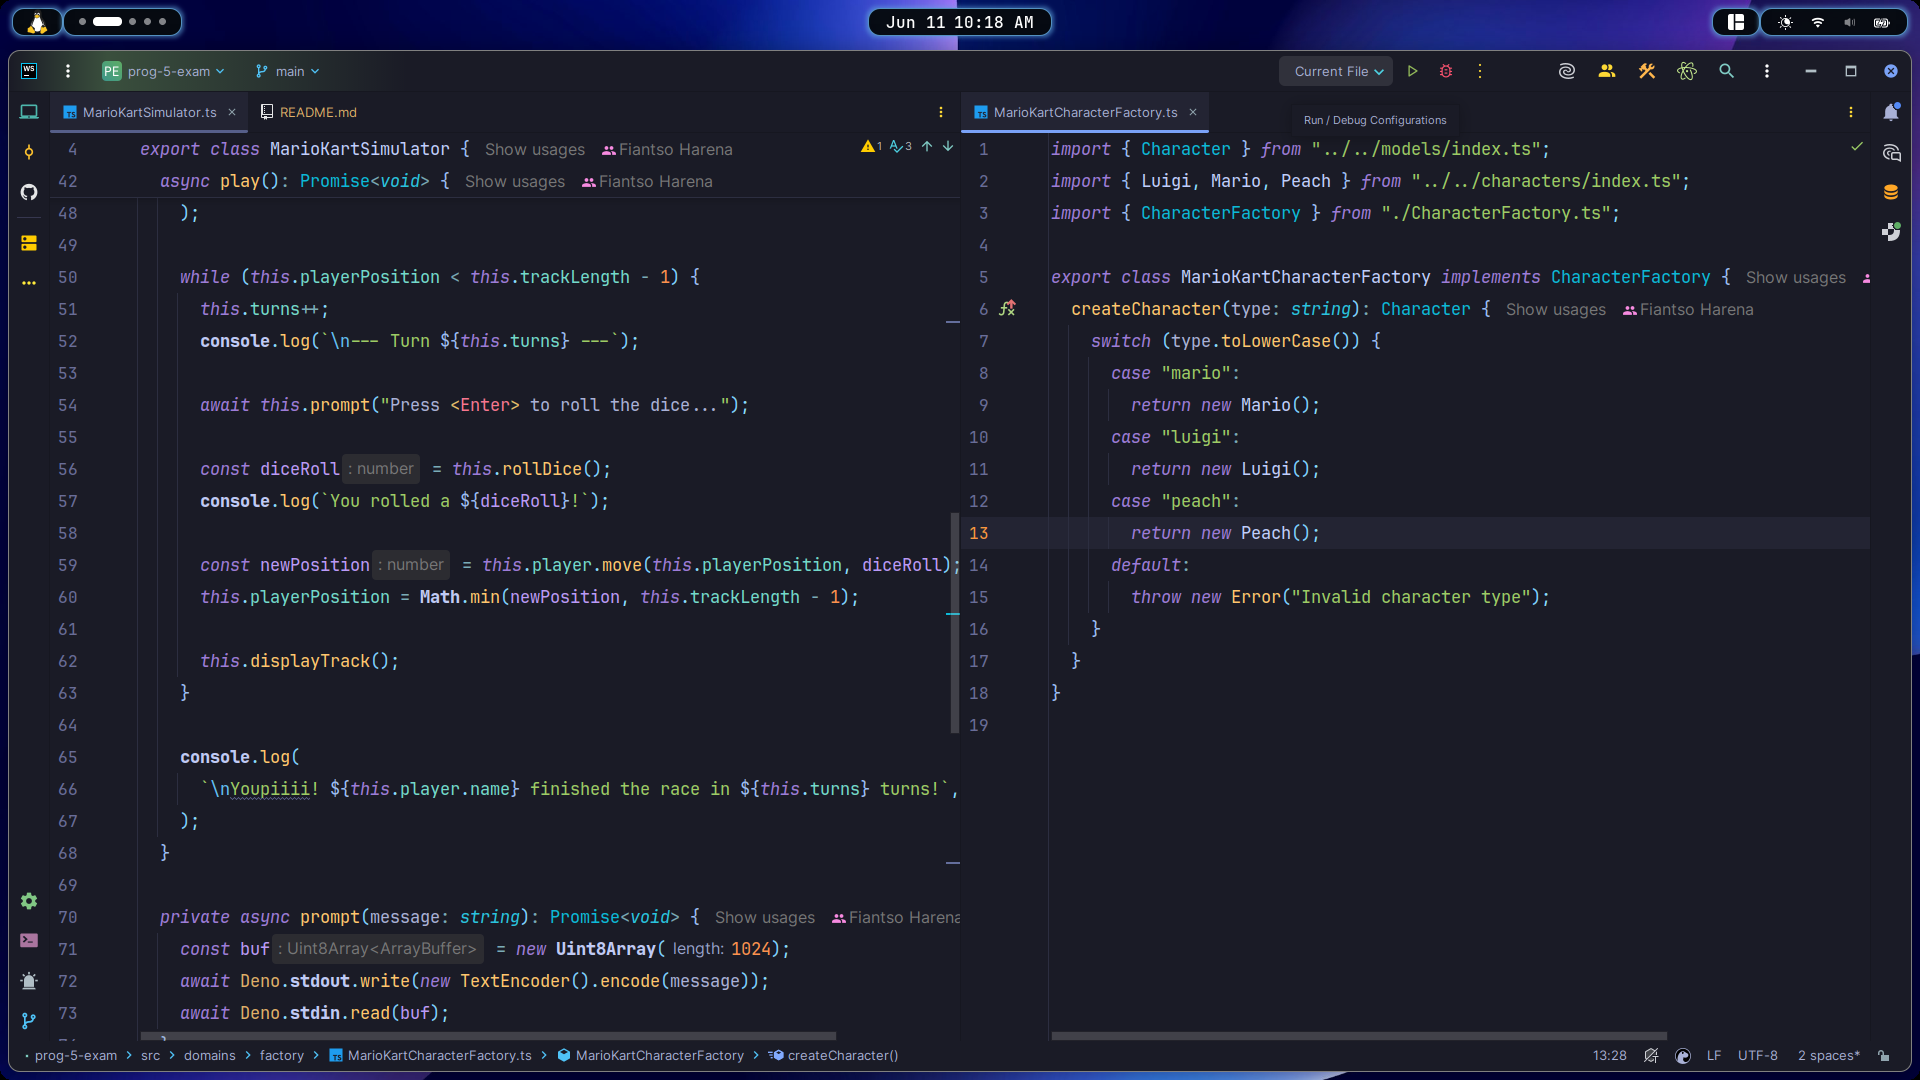 Jun 11 10:18 AM
WS
PE prog-5-exam
main
Current File
MarioKartSimulator.ts
README.md
MarioKartCharacterFactory.ts
Run / Debug Configurations
4 export class MarioKartSimulator { Show usages Fiantso Harena
1 3
42 async play(): Promise<void> { Show usages Fiantso Harena
48 );
49
50 while (this.playerPosition < this.trackLength - 1) {
51 this.turns++;
52 console.log(`\n--- Turn ${this.turns} ---`);
53
54 await this.prompt("Press <Enter> to roll the dice...");
55
56 const diceRoll : number = this.rollDice();
57 console.log(`You rolled a ${diceRoll}!`);
58
59 const newPosition : number = this.player.move(this.playerPosition, diceRoll);
60 this.playerPosition = Math.min(newPosition, this.trackLength - 1);
61
62 this.displayTrack();
63 }
64
65 console.log(
66 `\nYoupiiii! ${this.player.name} finished the race in ${this.turns} turns!`,
67 );
68 }
69
70 private async prompt(message: string): Promise<void> { Show usages Fiantso Harena
71 const buf : Uint8Array<ArrayBuffer> = new Uint8Array( length: 1024);
72 await Deno.stdout.write(new TextEncoder().encode(message));
73 await Deno.stdin.read(buf);
1 import { Character } from "../../models/index.ts";
2 import { Luigi, Mario, Peach } from "../../characters/index.ts";
3 import { CharacterFactory } from "./CharacterFactory.ts";
4
5 export class MarioKartCharacterFactory implements CharacterFactory { Show usages
6 createCharacter(type: string): Character { Show usages Fiantso Harena
7 switch (type.toLowerCase()) {
8 case "mario":
9 return new Mario();
10 case "luigi":
11 return new Luigi();
12 case "peach":
13 return new Peach();
14 default:
15 throw new Error("Invalid character type");
16 }
17 }
18 }
19
prog-5-exam > src > domains > factory > MarioKartCharacterFactory.ts > MarioKartCharacterFactory > createCharacter()
13:28 LF UTF-8 2 spaces*